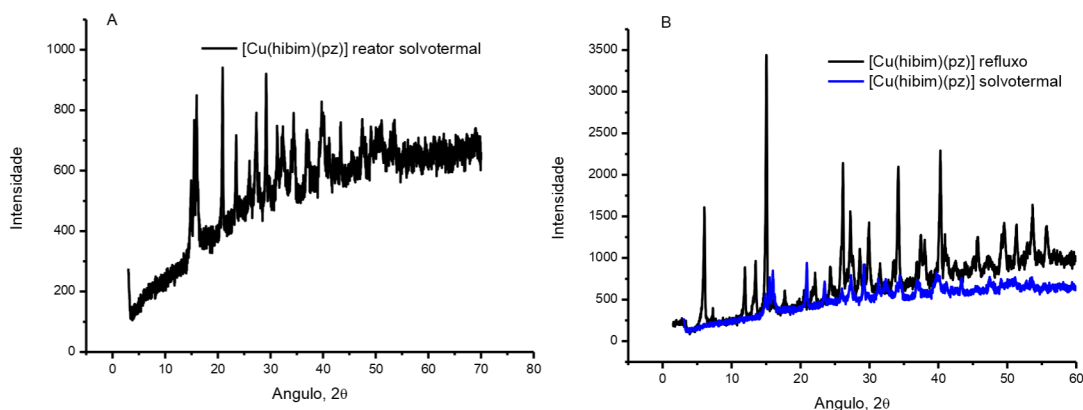 A
[Cu(hibim)(pz)] reator solvotermal
1000
800
600
400
200
0
Intensidade
0 10 20 30 40 50 60 70 80
Angulo, 2θ
B
[Cu(hibim)(pz)] refluxo
[Cu(hibim)(pz)] solvotermal
3500
3000
2500
2000
1500
1000
500
0
Intensidade
0 10 20 30 40 50 60
Angulo, 2θ